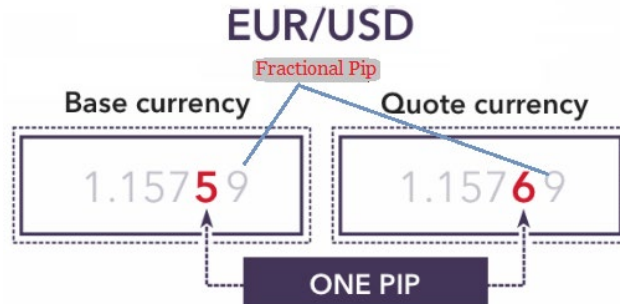 EUR/USD
Fractional Pip
Base currency
Quote currency
1.15759
1.15769
ONE PIP